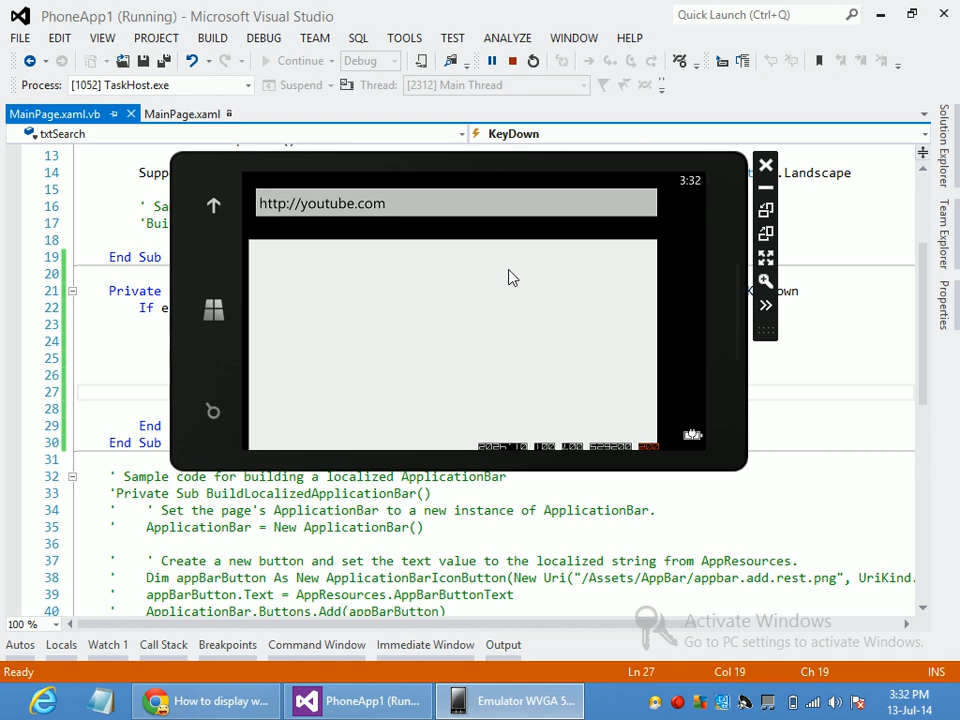 PhoneApp1 (Running) - Microsoft Visual Studio
Quick Launch (Ctrl+Q)
FILE EDIT VIEW PROJECT BUILD DEBUG TEAM SQL TOOLS TEST ANALYZE WINDOW HELP
Continue Debug
Process: [1052] TaskHost.exe Suspend Thread: [2312] Main Thread
MainPage.xaml.vb MainPage.xaml
txtSearch KeyDown
13
14 Supp .Landscape
15
16 ' Sa
17 'Bui
18
19 End Sub
20
21 Private down
22 If e
23
24
25
26
27
28
29 End
30 End Sub
31
32 ' Sample code for building a localized ApplicationBar
33 'Private Sub BuildLocalizedApplicationBar()
34 ' ' Set the page's ApplicationBar to a new instance of ApplicationBar.
35 ' ApplicationBar = New ApplicationBar()
36
37 ' ' Create a new button and set the text value to the localized string from AppResources.
38 ' Dim appBarButton As New ApplicationBarIconButton(New Uri("/Assets/AppBar/appbar.add.rest.png", UriKind.
39 ' appBarButton.Text = AppResources.AppBarButtonText
40 ' ApplicationBar.Buttons.Add(appBarButton)
3:32
http://youtube.com
Solution Explorer
Team Explorer
Properties
Activate Windows
Go to PC settings to activate Windows.
100 %
Autos Locals Watch 1 Call Stack Breakpoints Command Window Immediate Window Output
Ready Ln 27 Col 19 Ch 19 INS
How to display w... PhoneApp1 (Run... Emulator WVGA 5...
3:32 PM
13-Jul-14